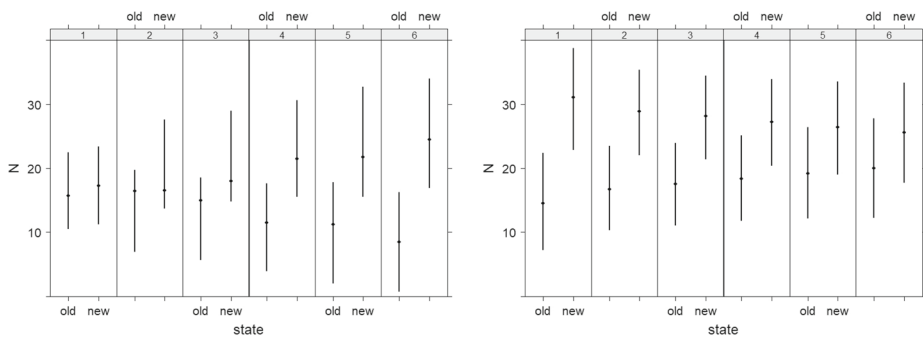 old new old new old new
1 2 3 4 5 6
30
20
10
N
old new old new old new
state
old new old new old new
1 2 3 4 5 6
30
20
10
N
old new old new old new
state